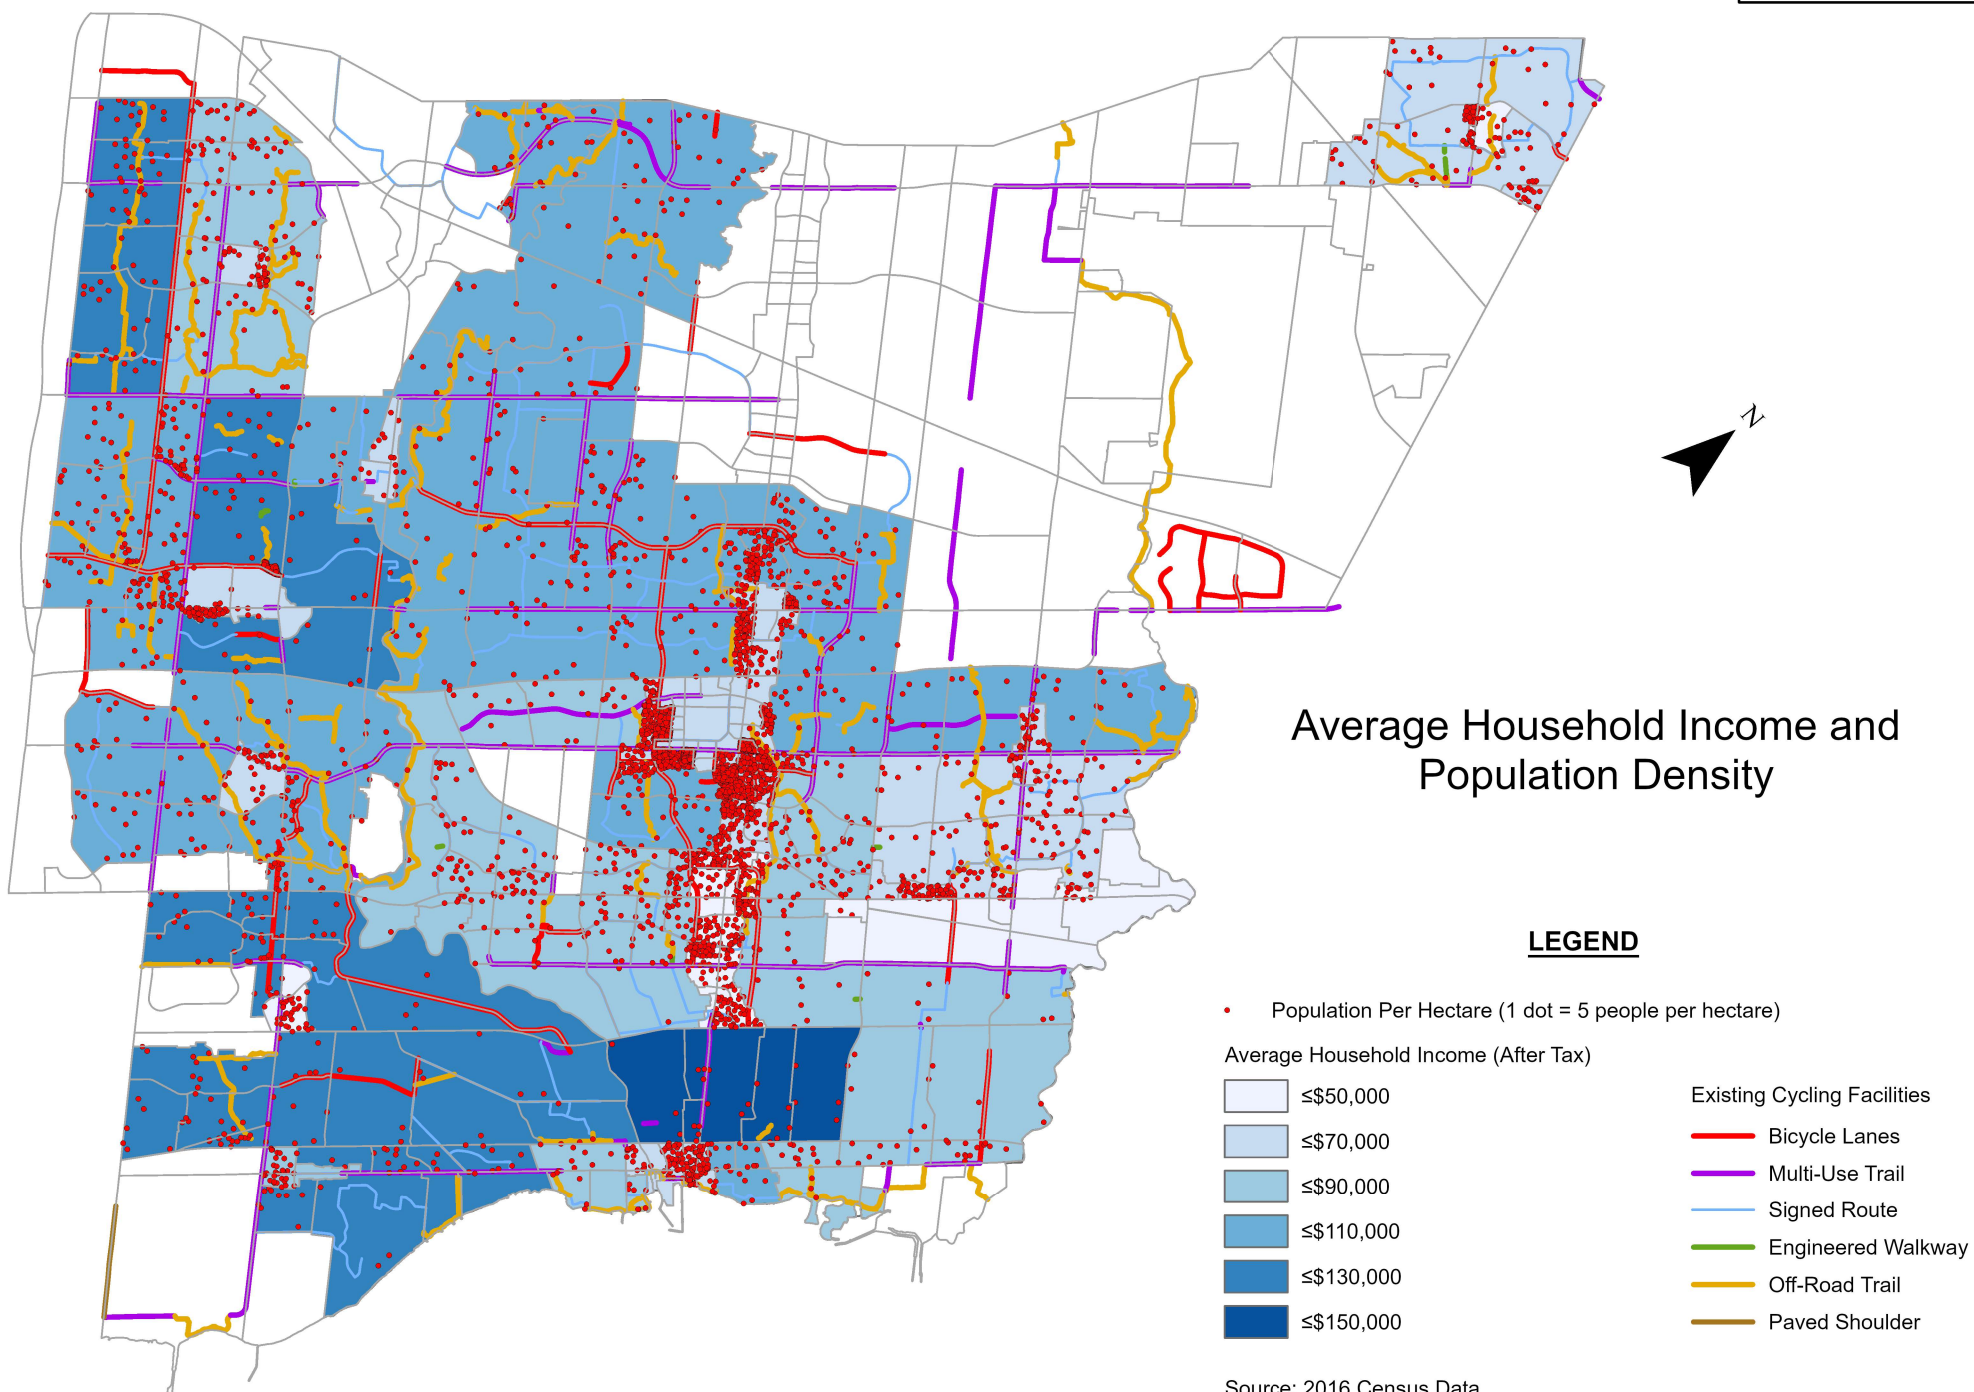 N
Average Household Income and
Population Density
LEGEND
Population Per Hectare (1 dot = 5 people per hectare)
Average Household Income (After Tax)
≤$50,000
≤$70,000
≤$90,000
≤$110,000
≤$130,000
≤$150,000
Existing Cycling Facilities
Bicycle Lanes
Multi-Use Trail
Signed Route
Engineered Walkway
Off-Road Trail
Paved Shoulder
Source: 2016 Census Data